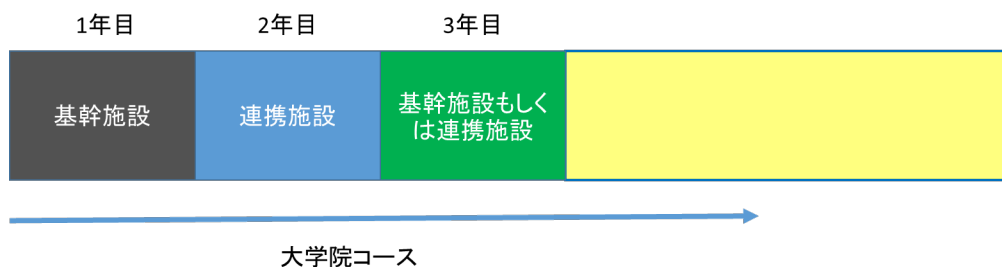 1年目
2年目
3年目
基幹施設
連携施設
基幹施設もしく
は連携施設
大学院コース